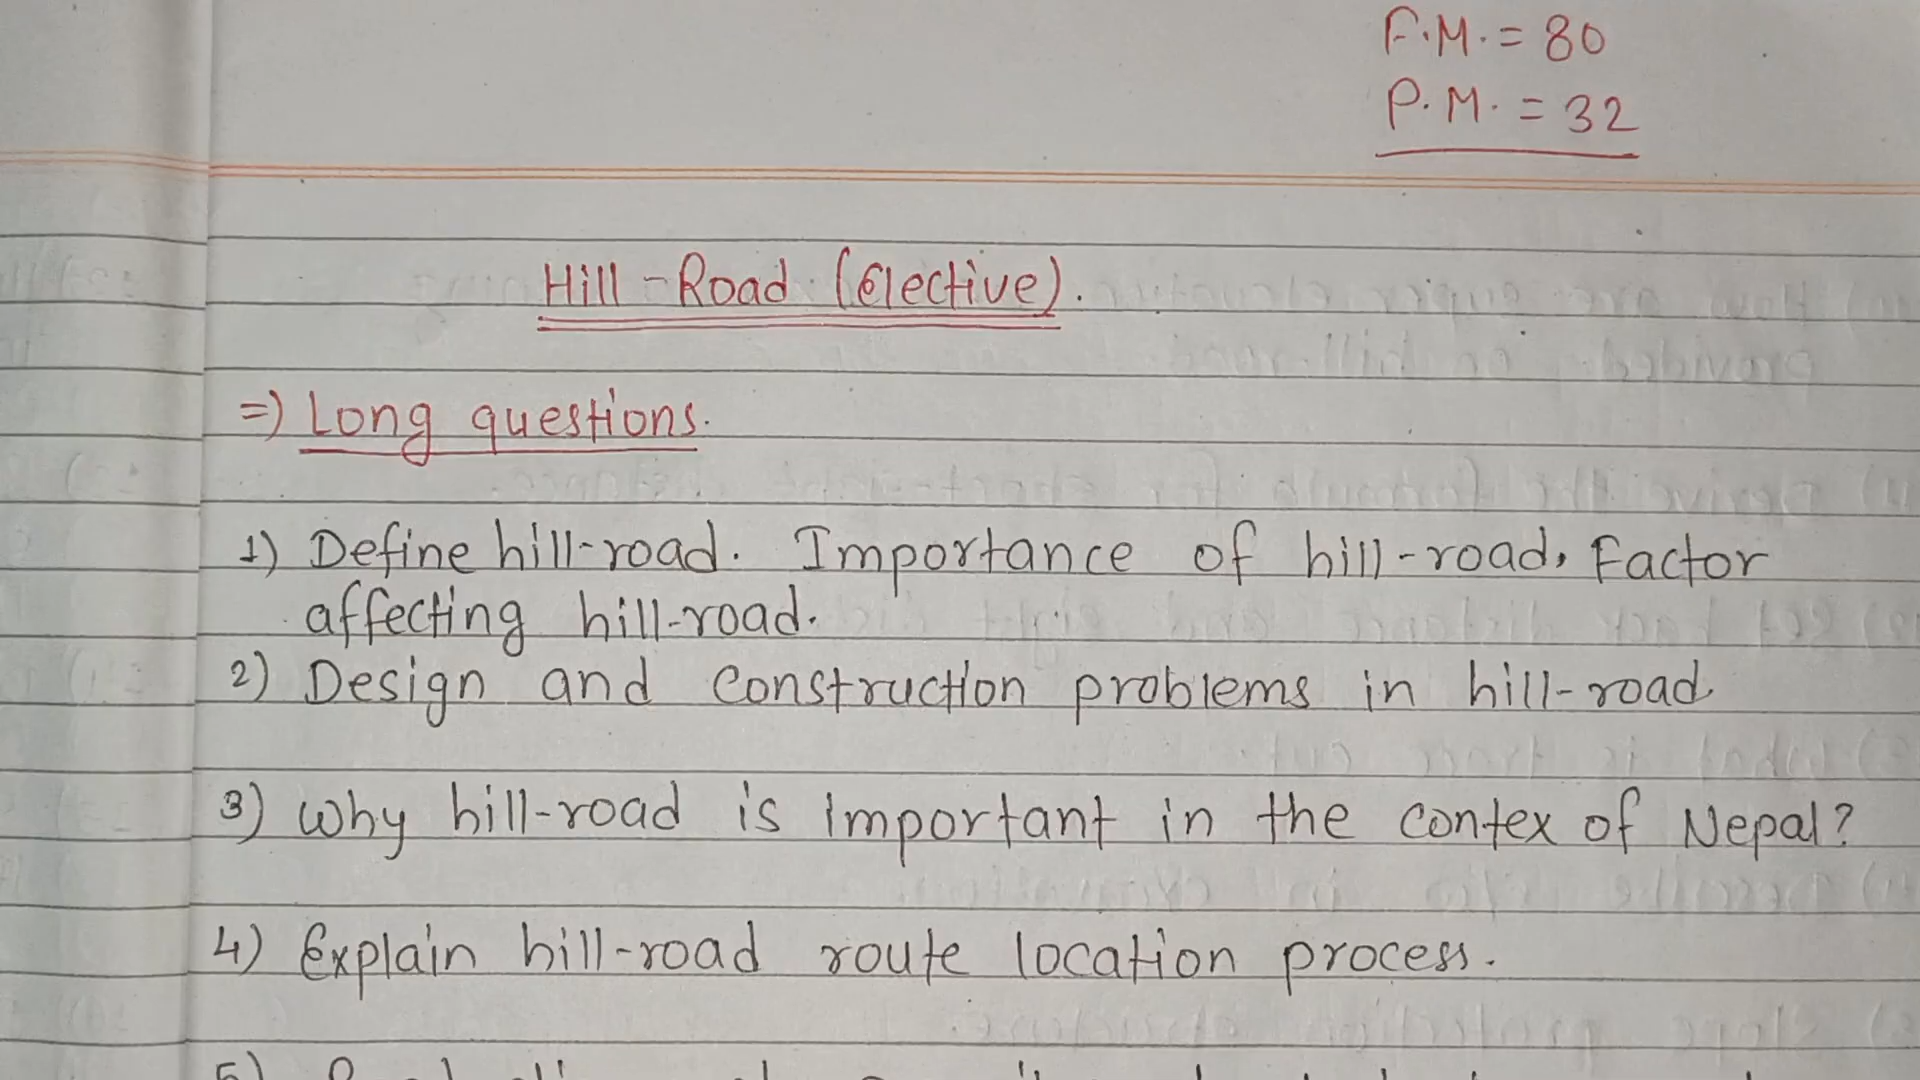 F.M. = 80
P.M. = 32
Hill-Road (Elective).
=) Long questions.
1) Define hill-road. Importance of hill-road, Factor
affecting hill-road.
2) Design and construction problems in hill-road
3) Why hill-road is important in the contex of Nepal?
4) Explain hill-road route location process.
5)